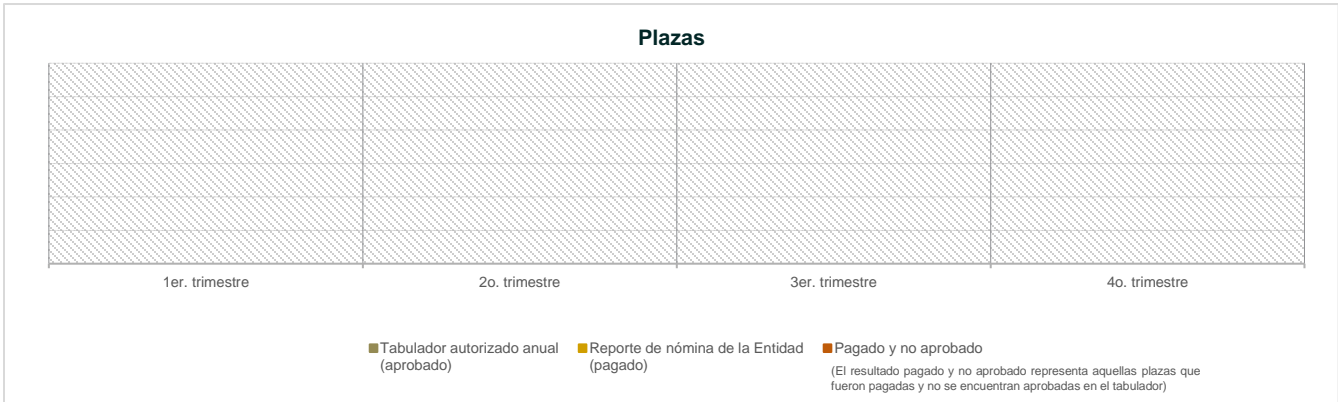 Plazas
1er. trimestre
2o. trimestre
3er. trimestre
4o. trimestre
Tabulador autorizado anual
(aprobado)
Reporte de nómina de la Entidad
(pagado)
Pagado y no aprobado
(El resultado pagado y no aprobado representa aquellas plazas que
fueron pagadas y no se encuentran aprobadas en el tabulador)